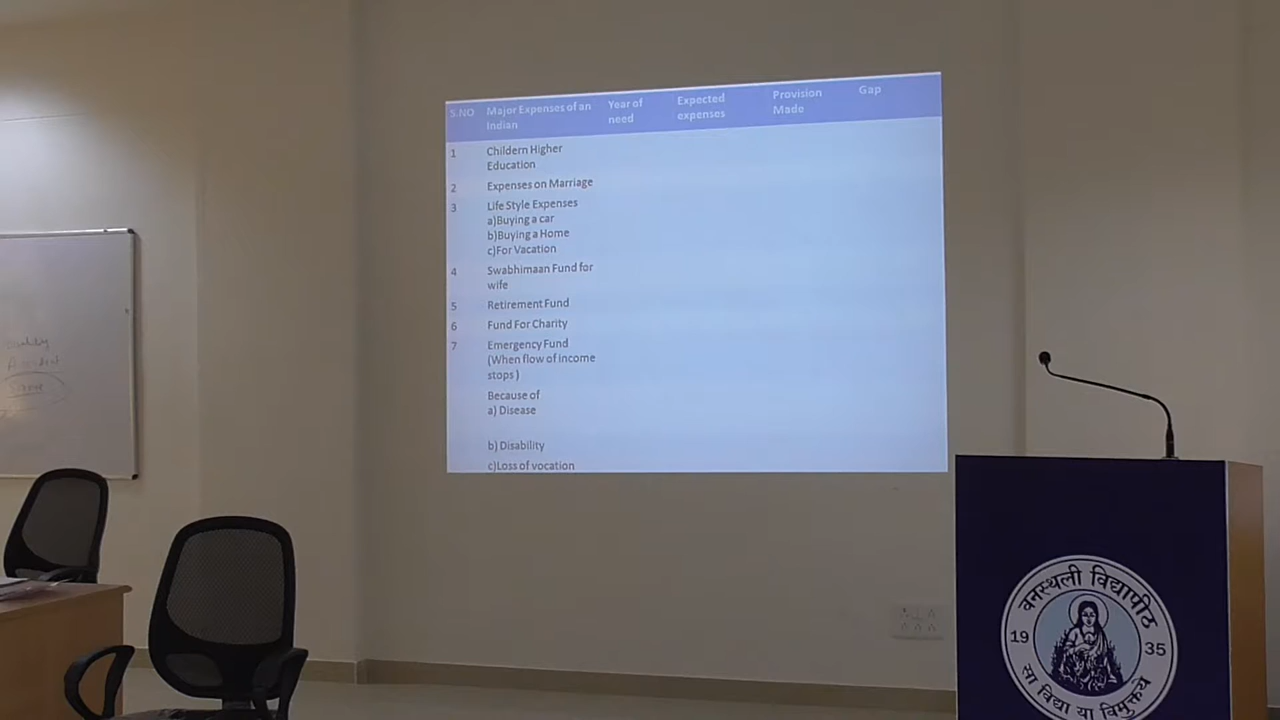 S.NO Major Expenses of an Indian Year of need Expected expenses Provision Made Gap
1 Childern Higher
Education
2 Expenses on Marriage
3 Life Style Expenses
a)Buying a car
b)Buying a Home
c)For Vacation
4 Swabhimaan Fund for
wife
5 Retirement Fund
6 Fund For Charity
7 Emergency Fund
(When flow of income
stops )
Because of
a) Disease
b) Disability
c)Loss of vocation
वनस्थली विद्यापीठ
19 35
सा विद्या या विमुक्तये